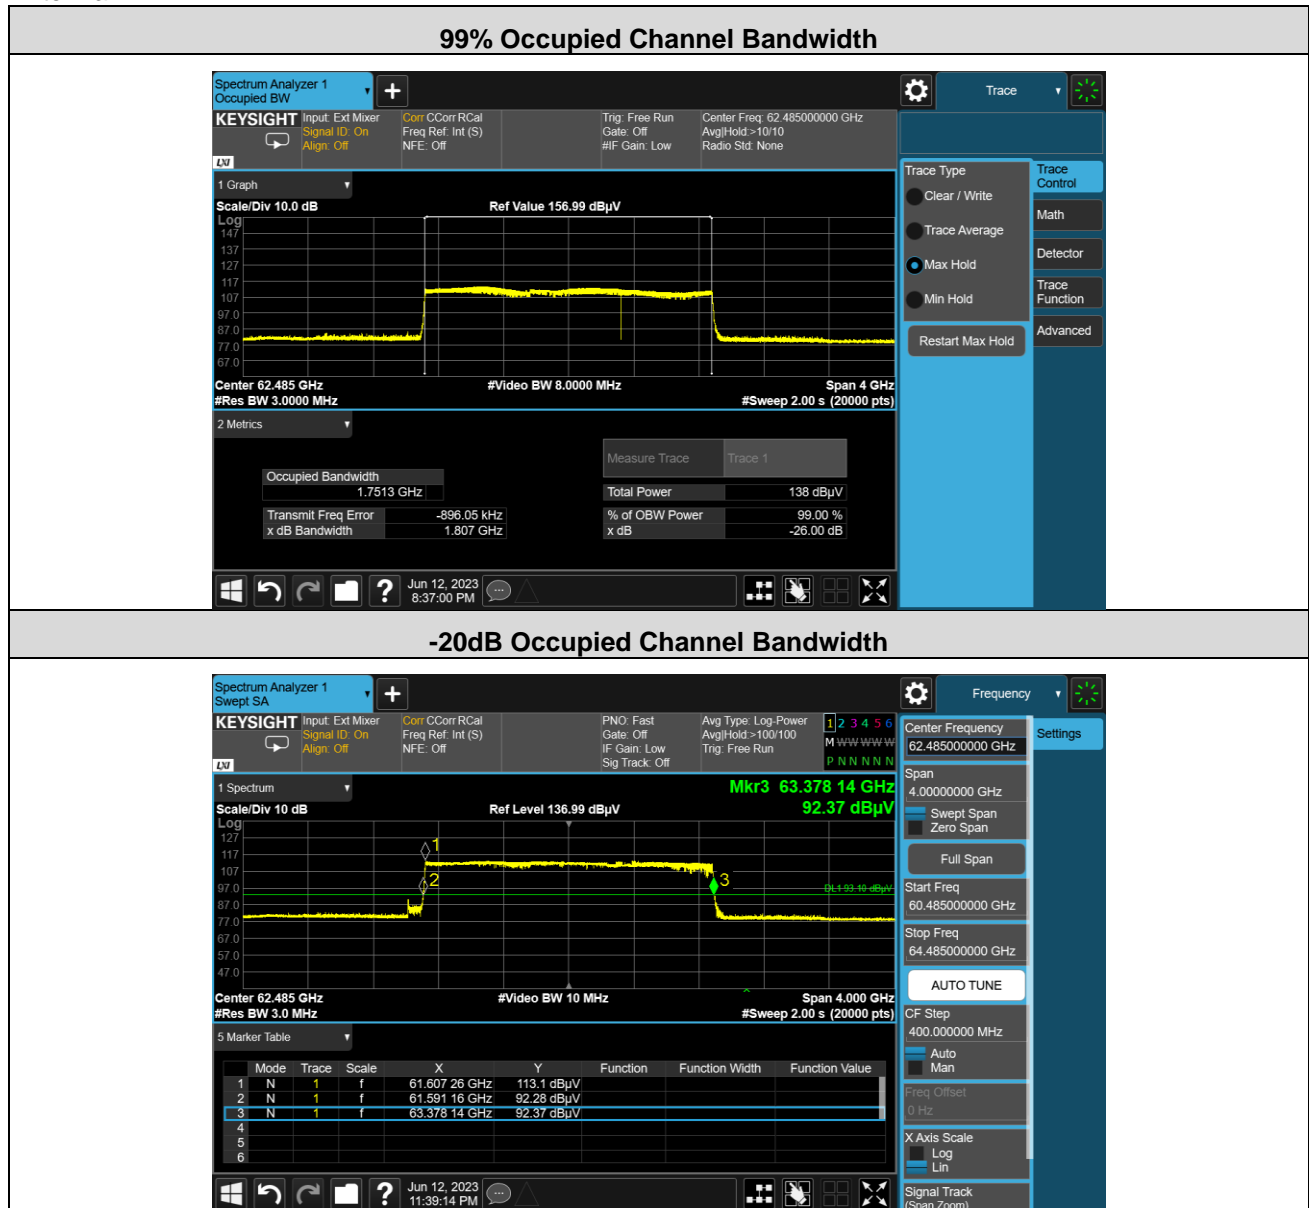 99% Occupied Channel Bandwidth
Spectrum Analyzer 1
Occupied BW
Trace
KEYSIGHT
Input: Ext Mixer
Signal ID: On
Align: Off
Corr CCorr RCal
Freq Ref: Int (S)
NFE: Off
Trig: Free Run
Gate: Off
#IF Gain: Low
Center Freq: 62.485000000 GHz
Avg|Hold:>10/10
Radio Std: None
LXI
1 Graph
Scale/Div 10.0 dB
Ref Value 156.99 dBµV
Log
147
137
127
117
107
97.0
87.0
77.0
67.0
Center 62.485 GHz
#Video BW 8.0000 MHz
Span 4 GHz
#Res BW 3.0000 MHz
#Sweep 2.00 s (20000 pts)
2 Metrics
Measure Trace
Trace 1
Occupied Bandwidth
1.7513 GHz
Total Power
138 dBµV
Transmit Freq Error
-896.05 kHz
% of OBW Power
99.00 %
x dB Bandwidth
1.807 GHz
x dB
-26.00 dB
Trace Type
Clear / Write
Trace Average
Max Hold
Min Hold
Restart Max Hold
Trace
Control
Math
Detector
Trace
Function
Advanced
?
Jun 12, 2023
8:37:00 PM
-20dB Occupied Channel Bandwidth
Spectrum Analyzer 1
Swept SA
Frequency
KEYSIGHT
Input: Ext Mixer
Signal ID: On
Align: Off
Corr CCorr RCal
Freq Ref: Int (S)
NFE: Off
PNO: Fast
Gate: Off
IF Gain: Low
Sig Track: Off
Avg Type: Log-Power
Avg|Hold:>100/100
Trig: Free Run
1 2 3 4 5 6
M W W W W W
P N N N N N
LXI
1 Spectrum
Mkr3 63.378 14 GHz
92.37 dBµV
Scale/Div 10 dB
Ref Level 136.99 dBµV
Log
127
117
107
97.0
87.0
77.0
67.0
57.0
47.0
1
2
3
DL1 93.10 dBµV
Center 62.485 GHz
#Video BW 10 MHz
Span 4.000 GHz
#Res BW 3.0 MHz
#Sweep 2.00 s (20000 pts)
5 Marker Table
Mode Trace Scale X Y Function Function Width Function Value
1 N 1 f 61.607 26 GHz 113.1 dBµV
2 N 1 f 61.591 16 GHz 92.28 dBµV
3 N 1 f 63.378 14 GHz 92.37 dBµV
4
5
6
Center Frequency
62.485000000 GHz
Span
4.00000000 GHz
Swept Span
Zero Span
Full Span
Start Freq
60.485000000 GHz
Stop Freq
64.485000000 GHz
AUTO TUNE
CF Step
400.000000 MHz
Auto
Man
Freq Offset
0 Hz
X Axis Scale
Log
Lin
Signal Track
(Span Zoom)
Settings
?
Jun 12, 2023
11:39:14 PM